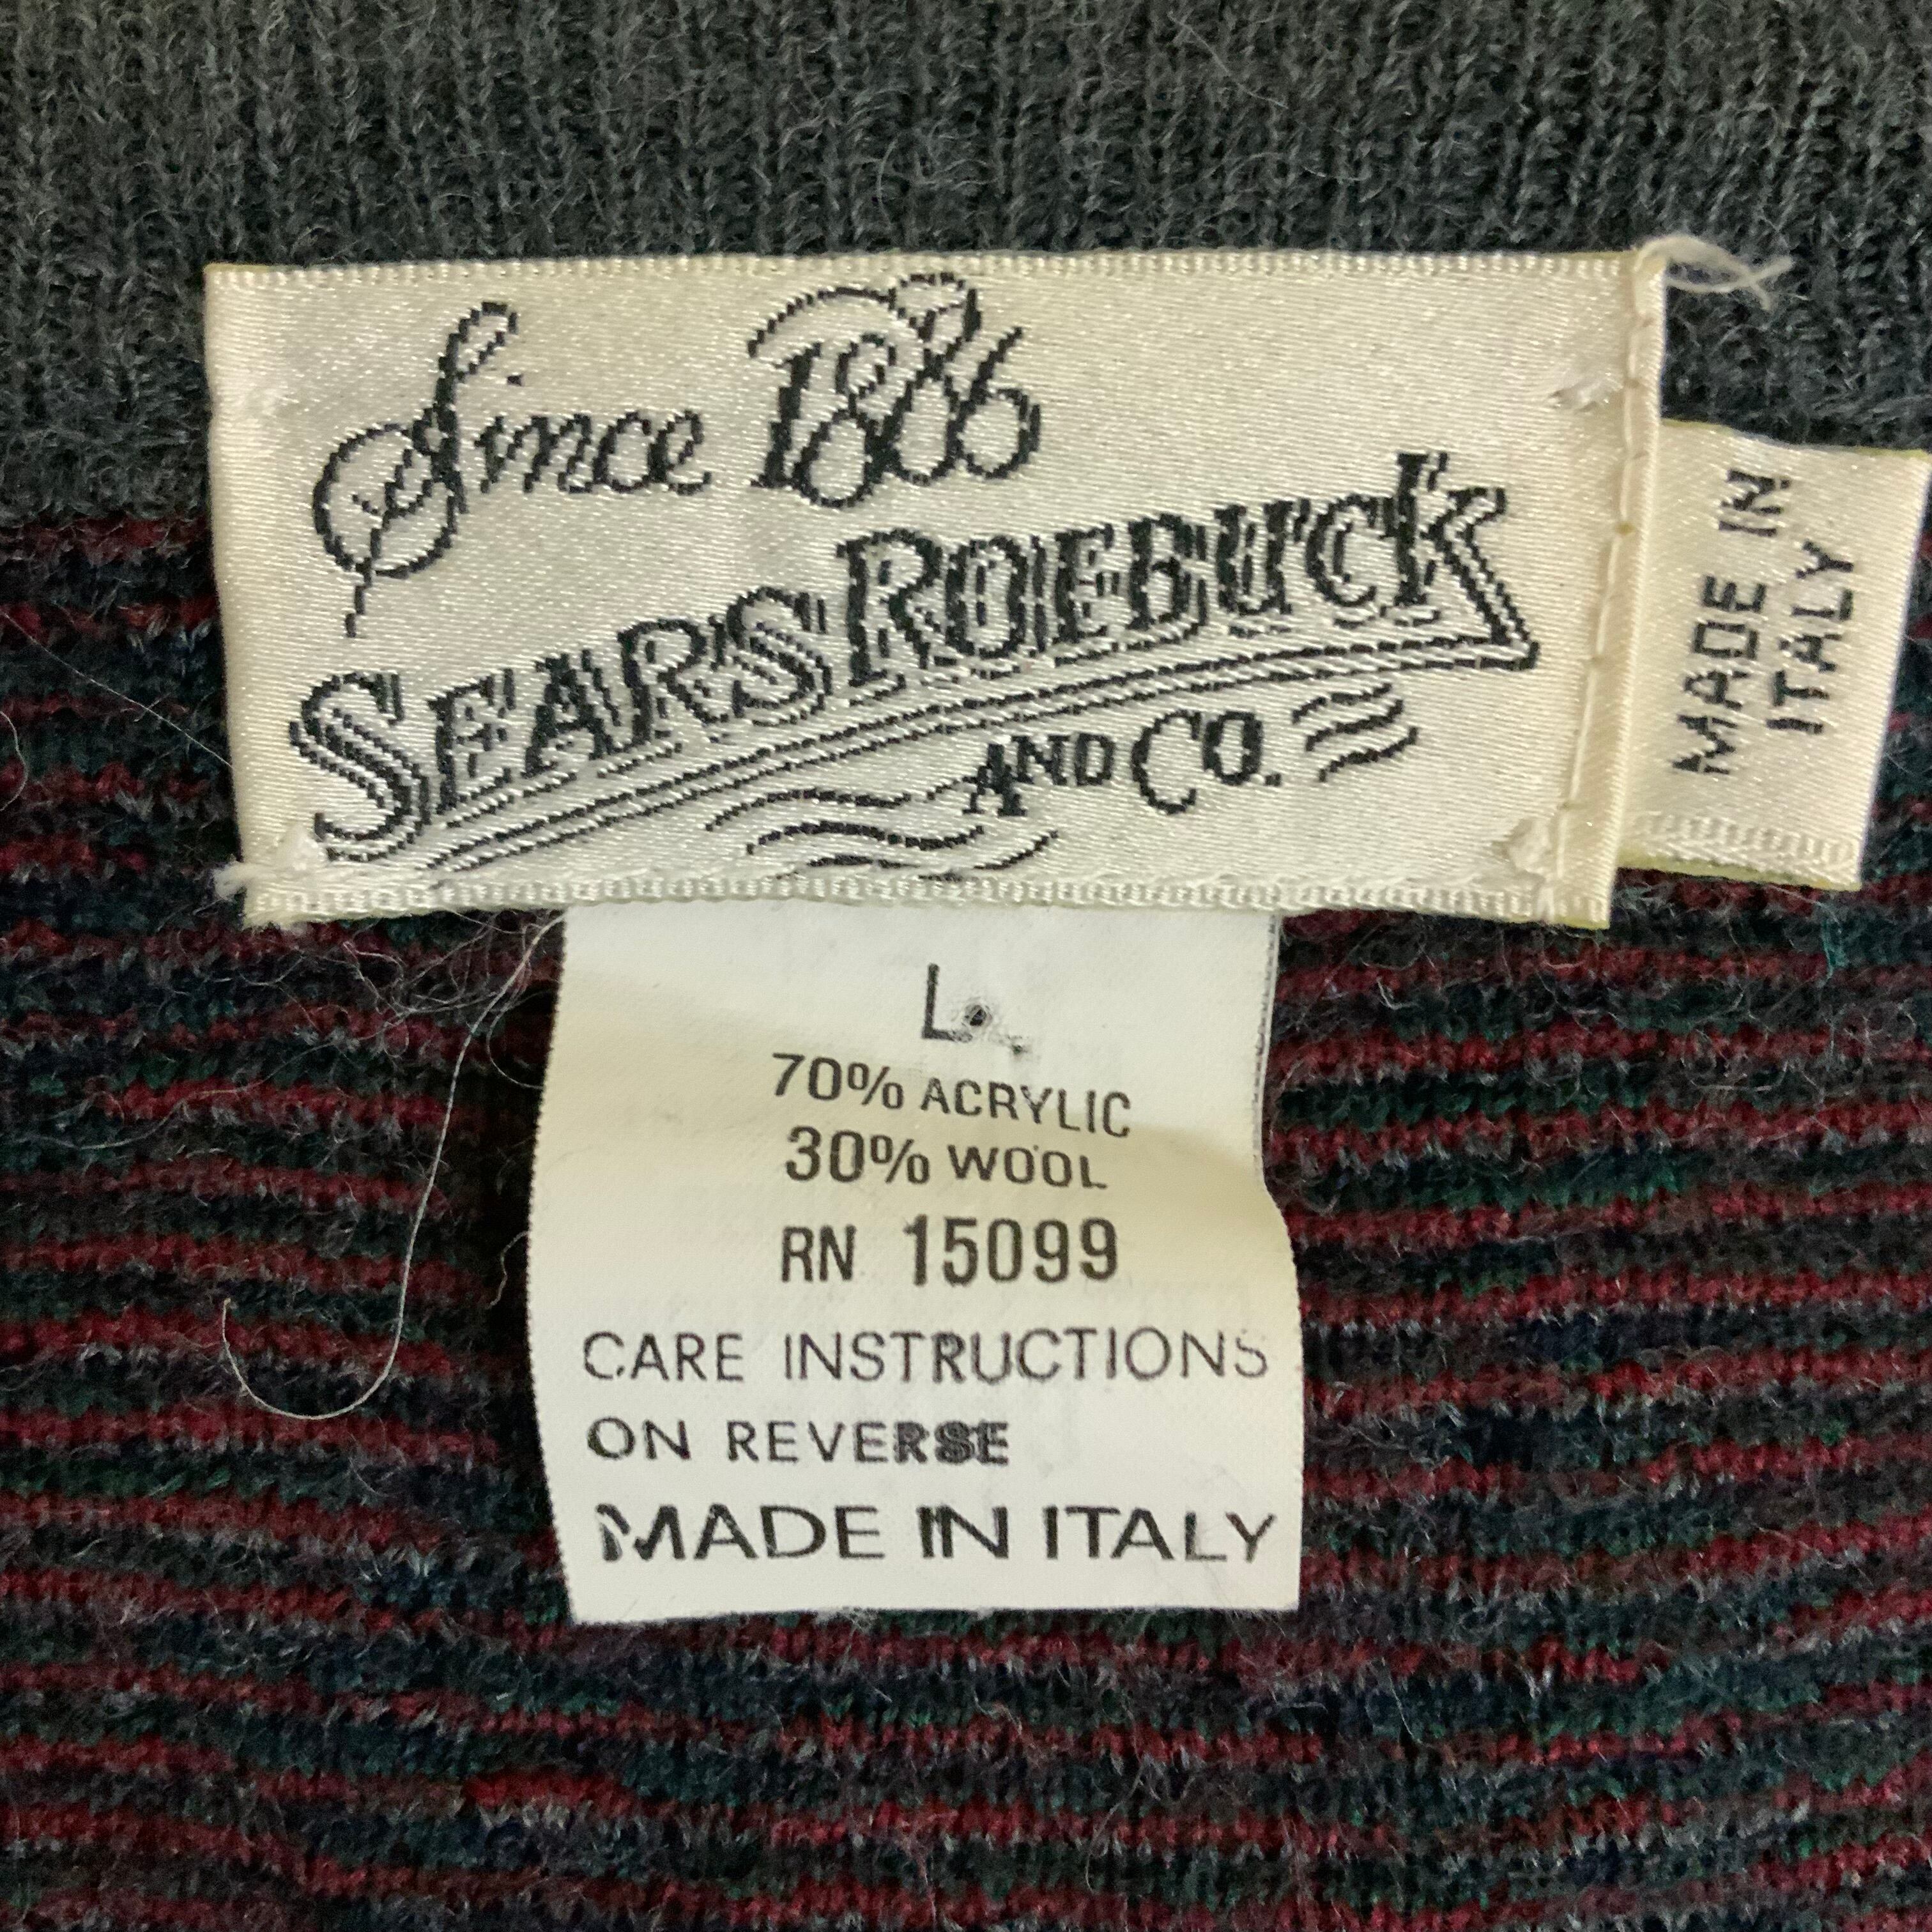 Since 1886
SEARS ROEBUCK
AND CO.
MADE IN
ITALY
L
70% ACRYLIC
30% WOOL
RN 15099
CARE INSTRUCTIONS
ON REVERSE
MADE IN ITALY